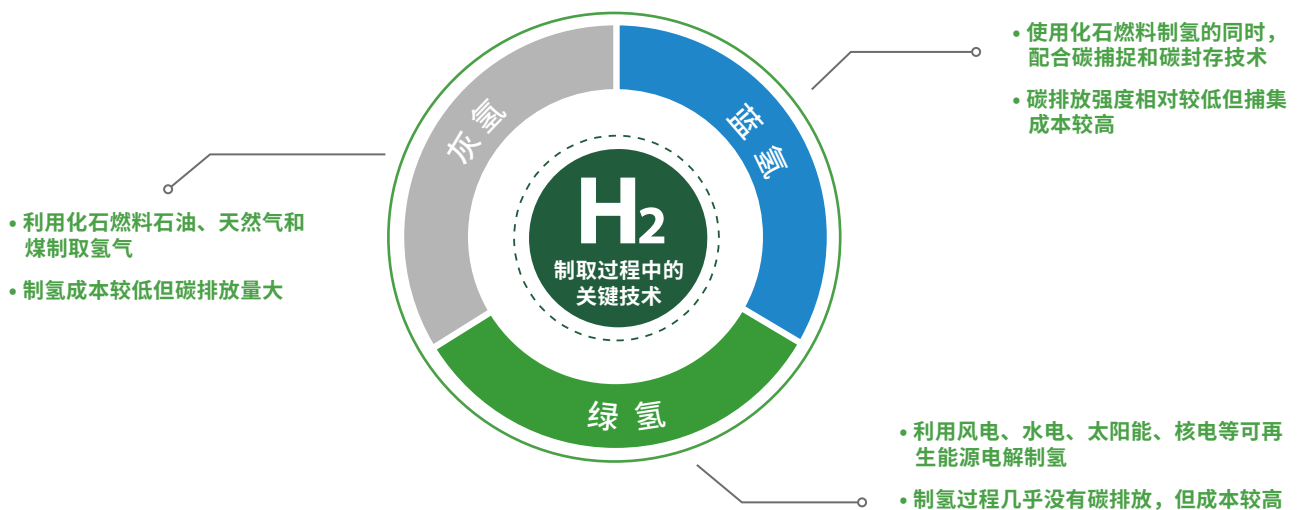 灰氢
蓝氢
绿氢
H2
制取过程中的
关键技术
• 使用化石燃料制氢的同时，
配合碳捕捉和碳封存技术
• 碳排放强度相对较低但捕集
成本较高
• 利用化石燃料石油、天然气和
煤制取氢气
• 制氢成本较低但碳排放量大
• 利用风电、水电、太阳能、核电等可再
生能源电解制氢
• 制氢过程几乎没有碳排放，但成本较高